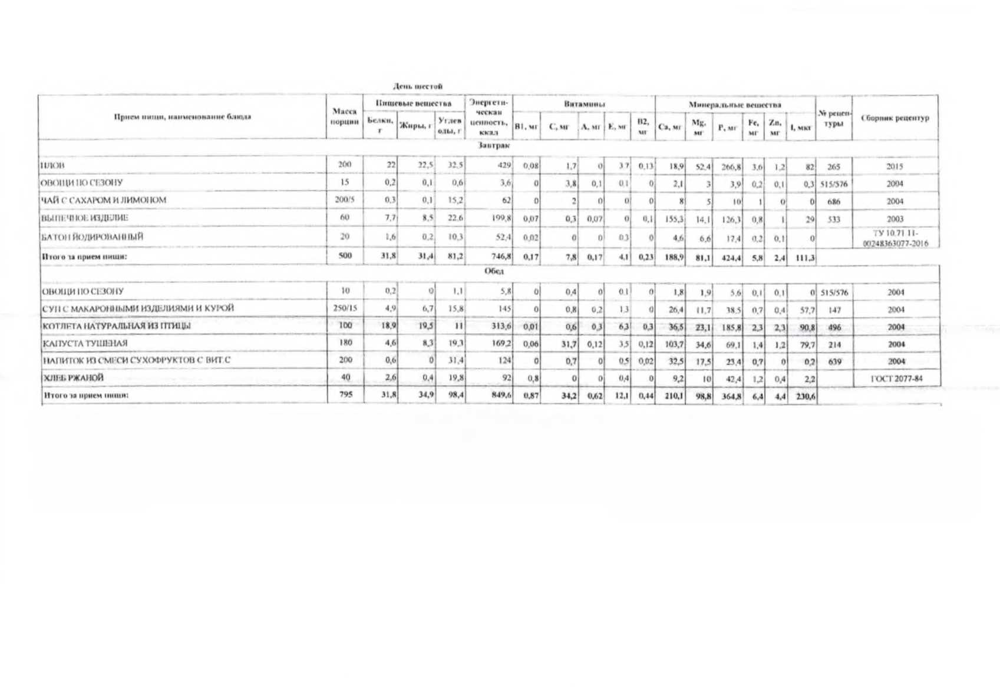 День шестой
Прием пищи, наименование блюда | Масса порции | Пищевые вещества | Энергети-ческая ценность, ккал | Витамины | Минеральные вещества | № рецеп-туры | Сборник рецептур
Белки, г | Жиры, г | Углеводы, г | B1, мг | C, мг | A, мг | E, мг | B2, мг | Ca, мг | Mg, мг | P, мг | Fe, мг | Zn, мг | I, мкг
Завтрак
ПЛОВ 200 22 22,5 32,5 429 0,08 1,7 0 3,7 0,13 18,9 52,4 266,8 3,6 1,2 82 265 2015
ОВОЩИ ПО СЕЗОНУ 15 0,2 0,1 0,6 3,6 0 3,8 0,1 0,1 0 2,1 3 3,9 0,2 0,1 0,3 515/576 2004
ЧАЙ С САХАРОМ И ЛИМОНОМ 200/5 0,3 0,1 15,2 62 0 2 0 0 0 8 5 10 1 0 0 686 2004
ВЫПЕЧНОЕ ИЗДЕЛИЕ 60 7,7 8,5 22,6 199,8 0,07 0,3 0,07 0 0,1 155,3 14,1 126,3 0,8 1 29 533 2003
БАТОН ЙОДИРОВАННЫЙ 20 1,6 0,2 10,3 52,4 0,02 0 0 0,3 0 4,6 6,6 17,4 0,2 0,1 0 ТУ 10.71 11-00248363077-2016
Итого за прием пищи: 500 31,8 31,4 81,2 746,8 0,17 7,8 0,17 4,1 0,23 188,9 81,1 424,4 5,8 2,4 111,3
Обед
ОВОЩИ ПО СЕЗОНУ 10 0,2 0 1,1 5,8 0 0,4 0 0,1 0 1,8 1,9 5,6 0,1 0,1 0 515/576 2004
СУП С МАКАРОННЫМИ ИЗДЕЛИЯМИ И КУРОЙ 250/15 4,9 6,7 15,8 145 0 0,8 0,2 1,3 0 26,4 11,7 38,5 0,7 0,4 57,7 147 2004
КОТЛЕТА НАТУРАЛЬНАЯ ИЗ ПТИЦЫ 100 18,9 19,5 11 313,6 0,01 0,6 0,3 6,3 0,3 36,5 23,1 185,8 2,3 2,3 90,8 496 2004
КАПУСТА ТУШЕНАЯ 180 4,6 8,3 19,3 169,2 0,06 31,7 0,12 3,5 0,12 103,7 34,6 69,1 1,4 1,2 79,7 214 2004
НАПИТОК ИЗ СМЕСИ СУХОФРУКТОВ С ВИТ.С 200 0,6 0 31,4 124 0 0,7 0 0,5 0,02 32,5 17,5 23,4 0,7 0 0,2 639 2004
ХЛЕБ РЖАНОЙ 40 2,6 0,4 19,8 92 0,8 0 0 0,4 0 9,2 10 42,4 1,2 0,4 2,2 ГОСТ 2077-84
Итого за прием пищи: 795 31,8 34,9 98,4 849,6 0,87 34,2 0,62 12,1 0,44 210,1 98,8 364,8 6,4 4,4 230,6